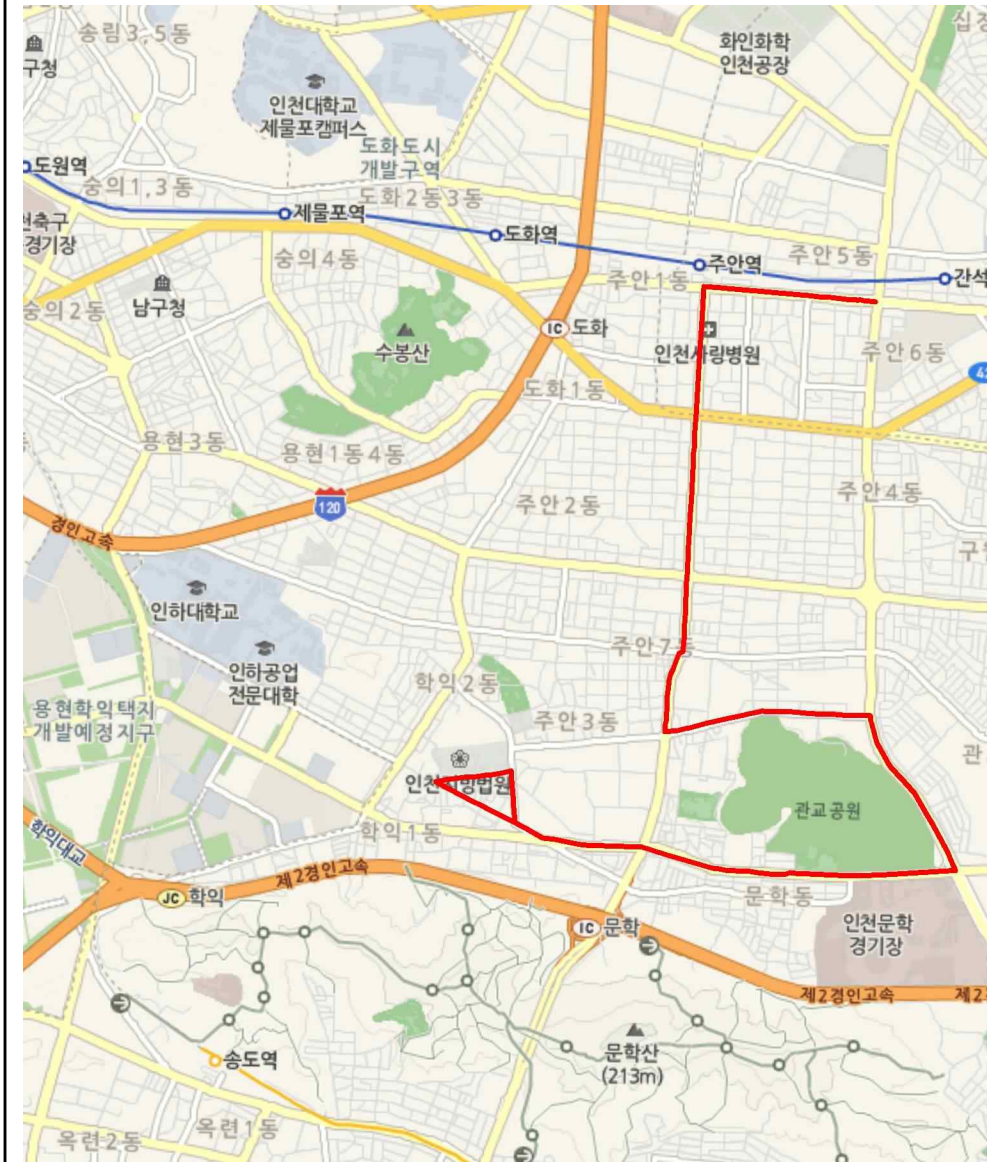 송림3,5동
구청
화인화학
인천공장
십정
인천대학교
제물포캠퍼스
도화도시
개발구역
도원역
숭의1,3동
도화2동3동
제물포역
축구
경기장
도화역
주안역
주안5동
간석
숭의4동
주안1동
남구청
숭의2동
수봉산
IC 도화
인천사랑병원
주안6동
42
도화1동
용현3동
용현1동4동
120
주안2동
주안4동
경인고속
구월
인하대학교
인하공업
전문대학
주안7동
학익2동
용현학익택지
개발예정지구
주안3동
관
인천지방법원
관교공원
학익대교
학익1동
제2경인고속
JC 학익
문학동
인천문학
경기장
IC 문학
제2경인고속
제2
송도역
문학산
(213m)
옥련2동
옥련1동